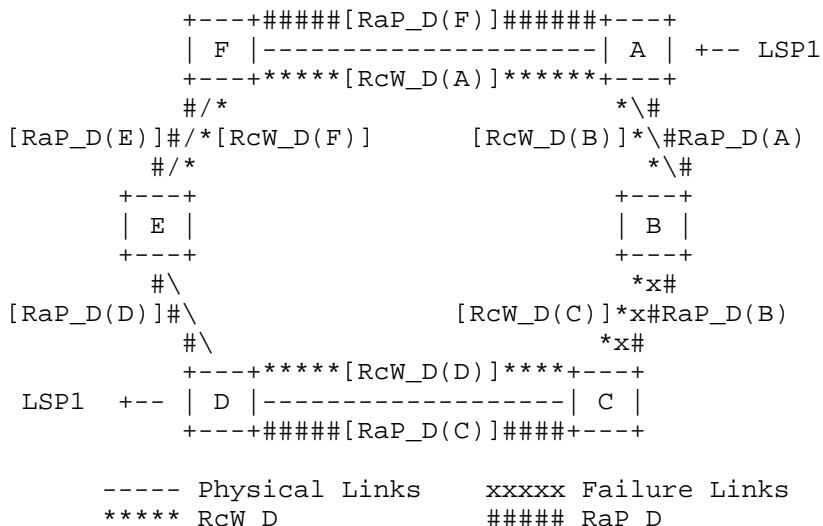 +---+#####[RaP_D(F)]######+---+
| F |---------------------| A | +-- LSP1
+---+*****[RcW_D(A)]******+---+
#/* *\#
[RaP_D(E)]#/*[RcW_D(F)] [RcW_D(B)]*\#RaP_D(A)
#/* *\#
+---+ +---+
| E | | B |
+---+ +---+
#\ *x#
[RaP_D(D)]#\ [RcW_D(C)]*x#RaP_D(B)
#\ *x#
+---+*****[RcW_D(D)]****+---+
LSP1 +-- | D |-------------------| C |
+---+#####[RaP_D(C)]####+---+
----- Physical Links xxxxx Failure Links
***** RcW_D ##### RaP_D